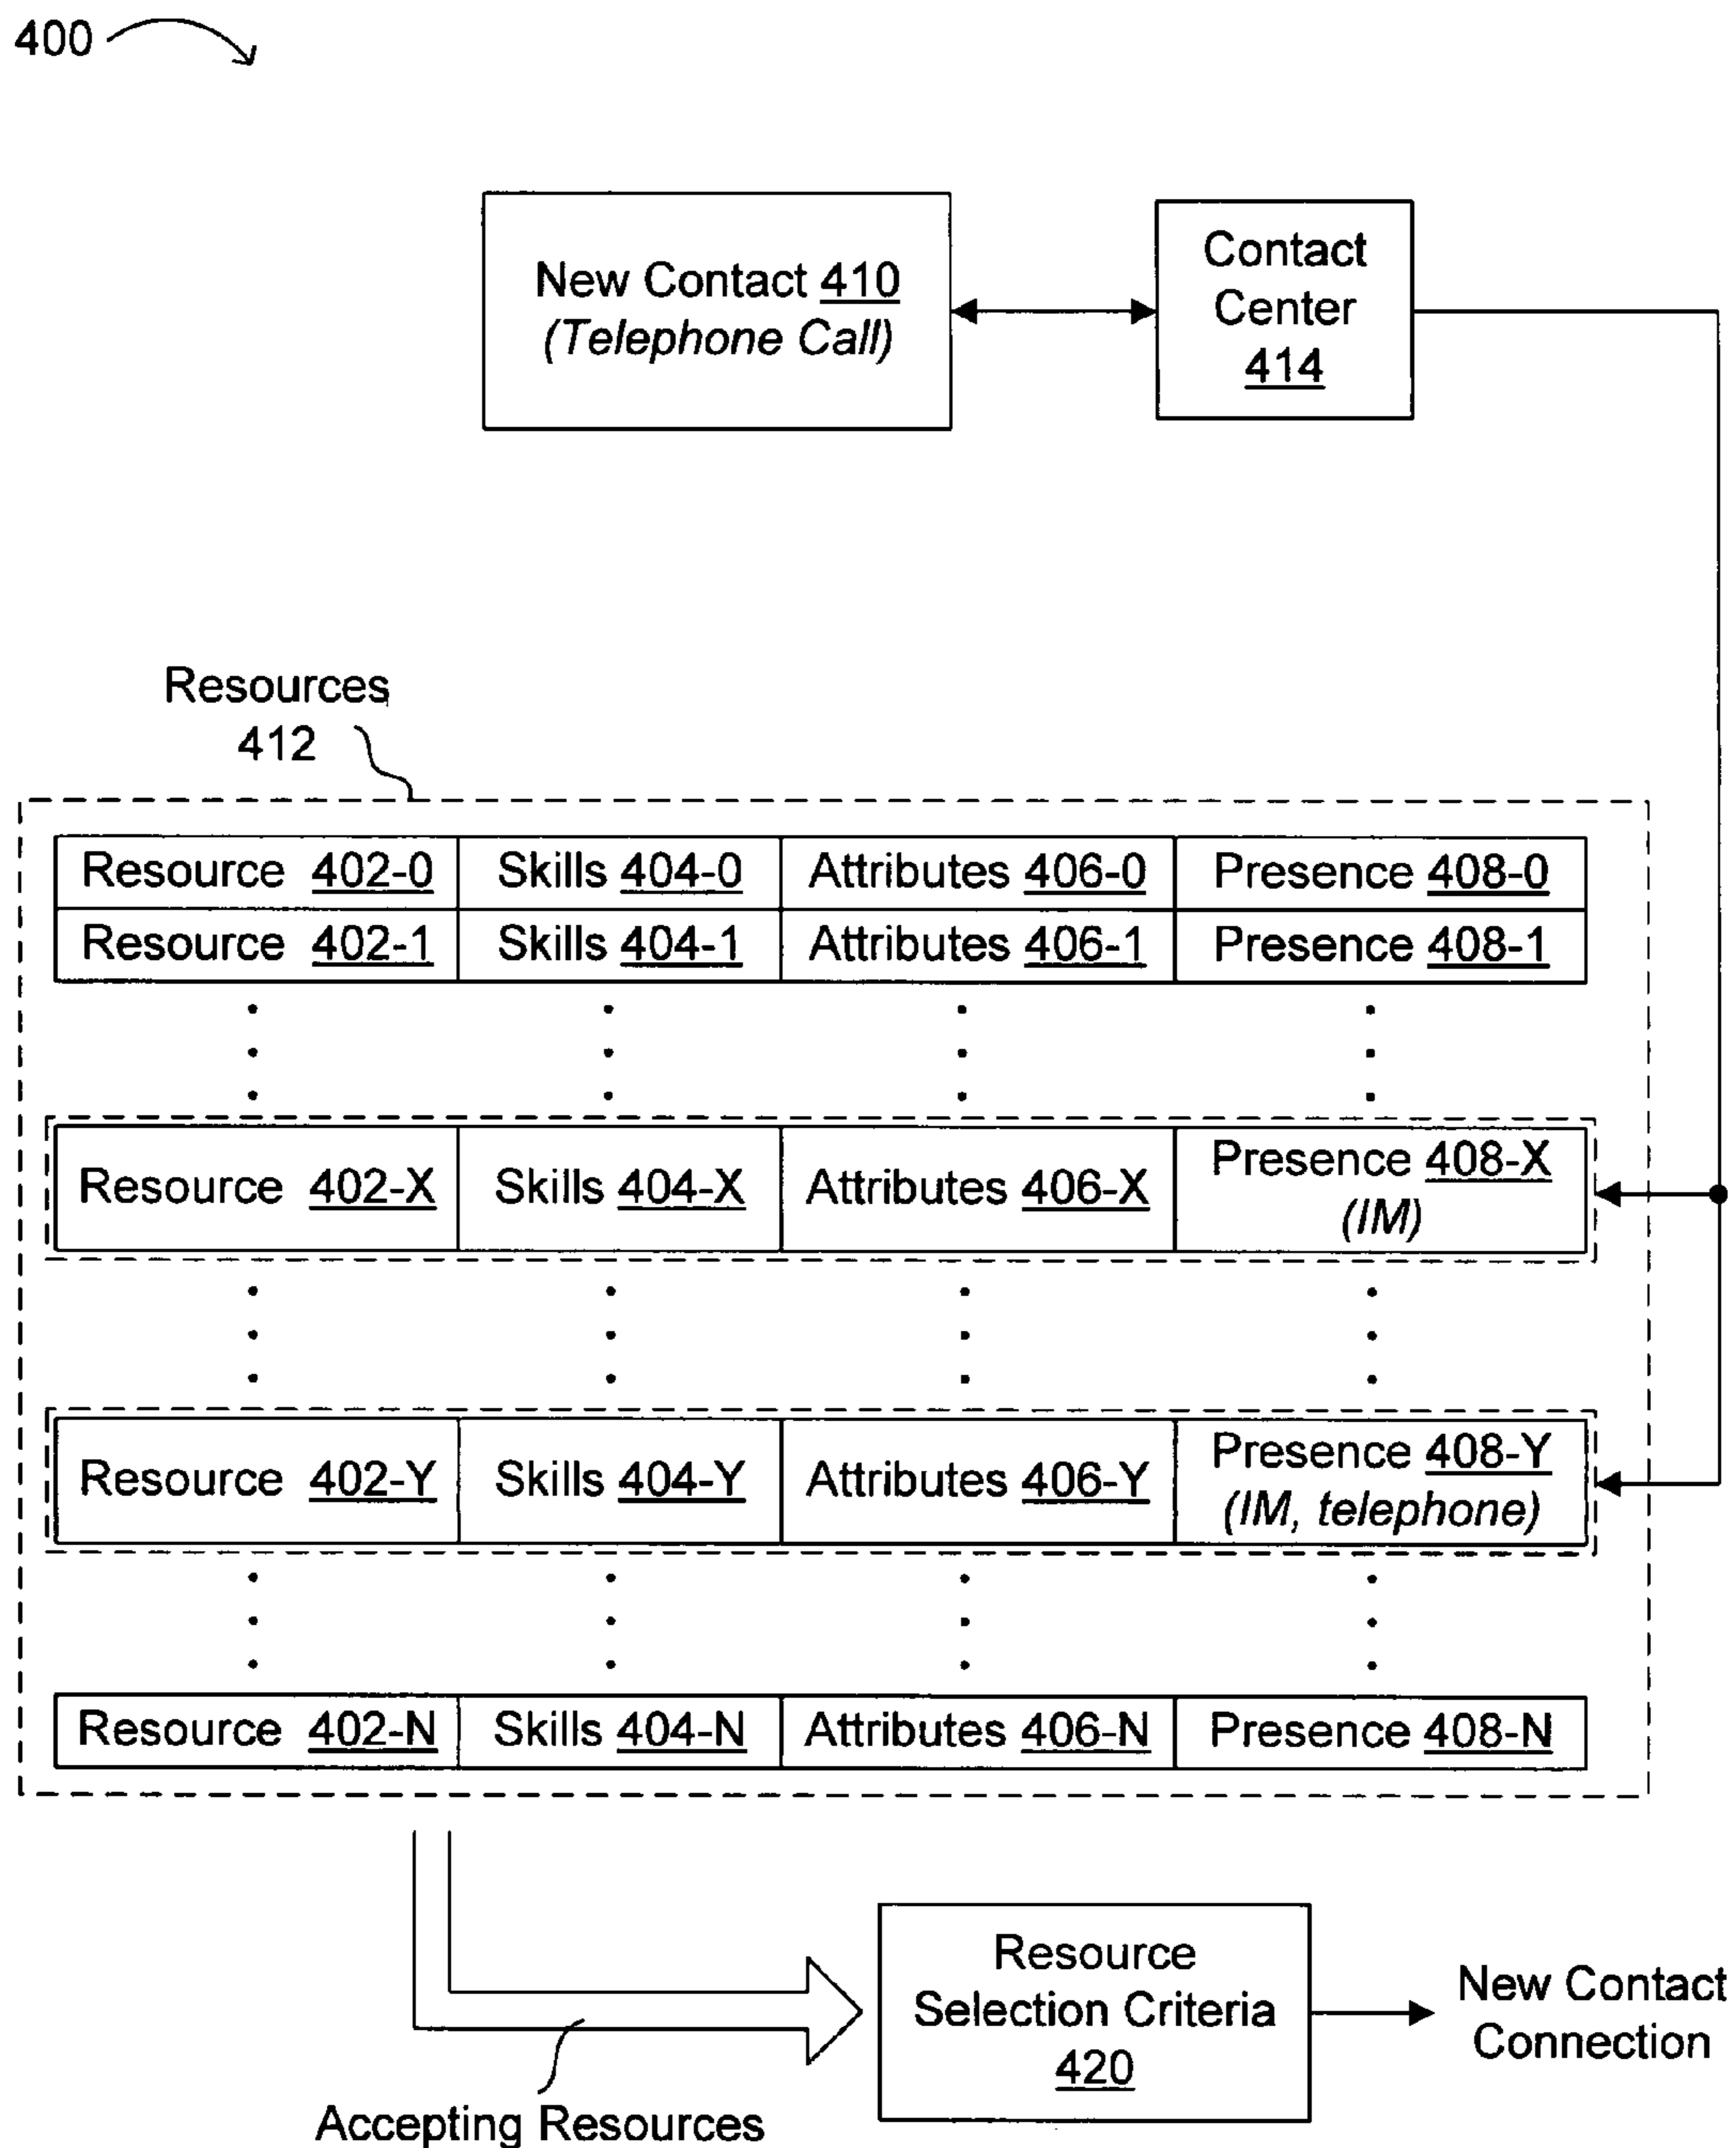 400
New Contact 410
(Telephone Call)
Contact
Center
414
Resources
412
Resource 402-0 Skills 404-0 Attributes 406-0 Presence 408-0
Resource 402-1 Skills 404-1 Attributes 406-1 Presence 408-1
Resource 402-X Skills 404-X Attributes 406-X Presence 408-X
(IM)
Resource 402-Y Skills 404-Y Attributes 406-Y Presence 408-Y
(IM, telephone)
Resource 402-N Skills 404-N Attributes 406-N Presence 408-N
Resource
Selection Criteria
420
New Contact
Connection
Accepting Resources